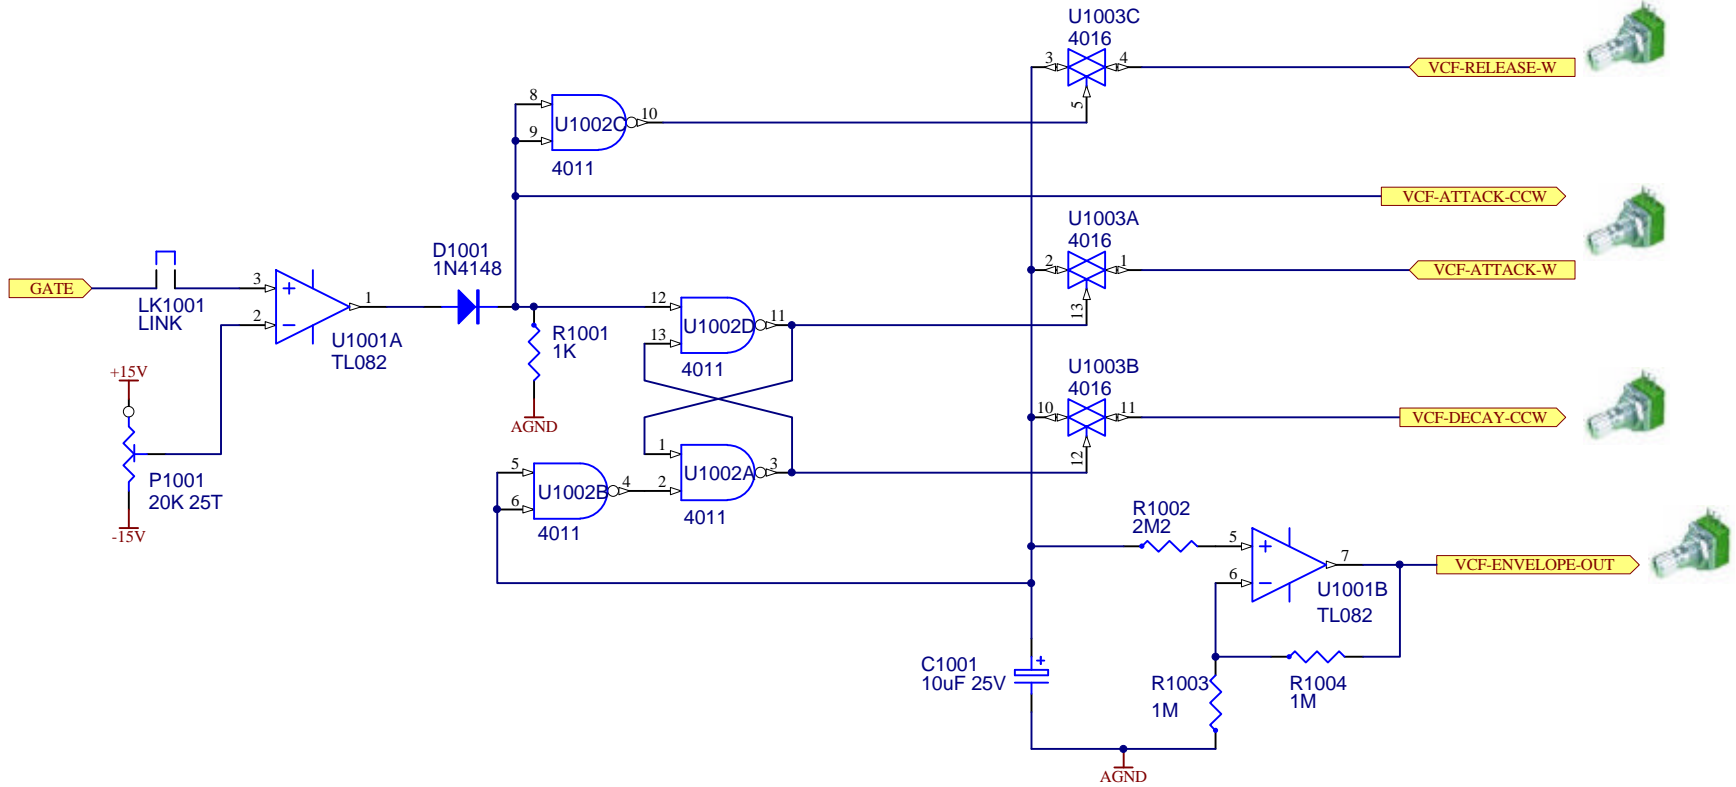 U1003C
4016
3
4
5
VCF-RELEASE-W
8
9
U1002C
10
4011
VCF-ATTACK-CCW
U1003A
4016
2
1
13
VCF-ATTACK-W
GATE
LK1001
LINK
3
2
+
−
1
U1001A
TL082
D1001
1N4148
R1001
1K
AGND
12
13
U1002D
11
4011
+15V
P1001
20K 25T
-15V
U1003B
4016
10
11
12
VCF-DECAY-CCW
1
2
U1002A
3
4011
5
6
U1002B
4
4011
R1002
2M2
5
6
+
−
7
U1001B
TL082
VCF-ENVELOPE-OUT
C1001
10uF 25V
+
R1003
1M
R1004
1M
AGND